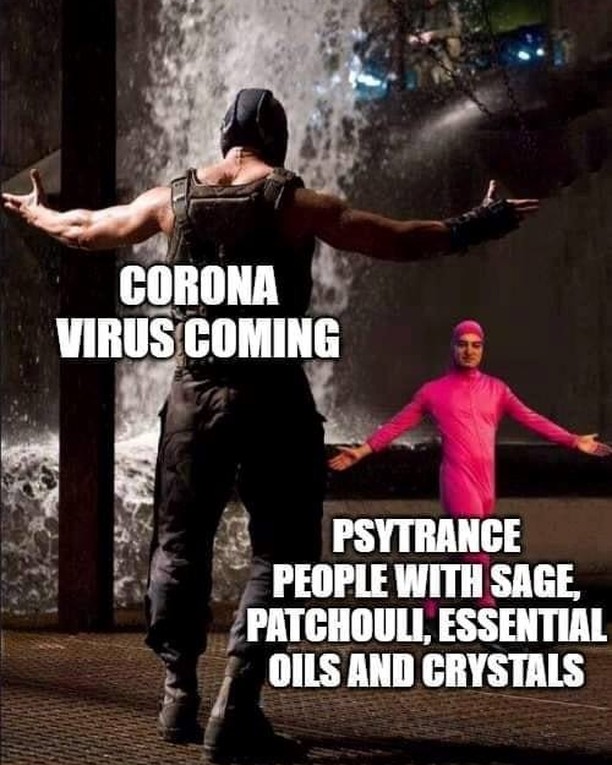 CORONA
VIRUS COMING
PSYTRANCE
PEOPLE WITH SAGE,
PATCHOULI, ESSENTIAL
OILS AND CRYSTALS